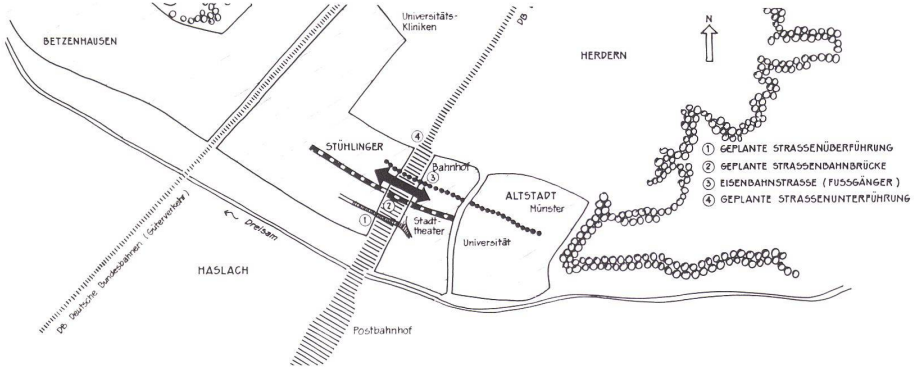 Universitäts-
Kliniken
DB
N
BETZENHAUSEN
HERDERN
④
STÜHLINGER
Bahnhof
③
① GEPLANTE STRASSENÜBERFÜHRUNG
② GEPLANTE STRASSENBAHNBRÜCKE
③ EISENBAHNSTRASSE (FUSSGÄNGER)
④ GEPLANTE STRASSENUNTERFÜHRUNG
ALTSTADT
Münster
②
①
Stadt-
theater
Universität
Dreisam
HASLACH
DB Deutsche Bundesbahnen (Güterverkehr)
Postbahnhof